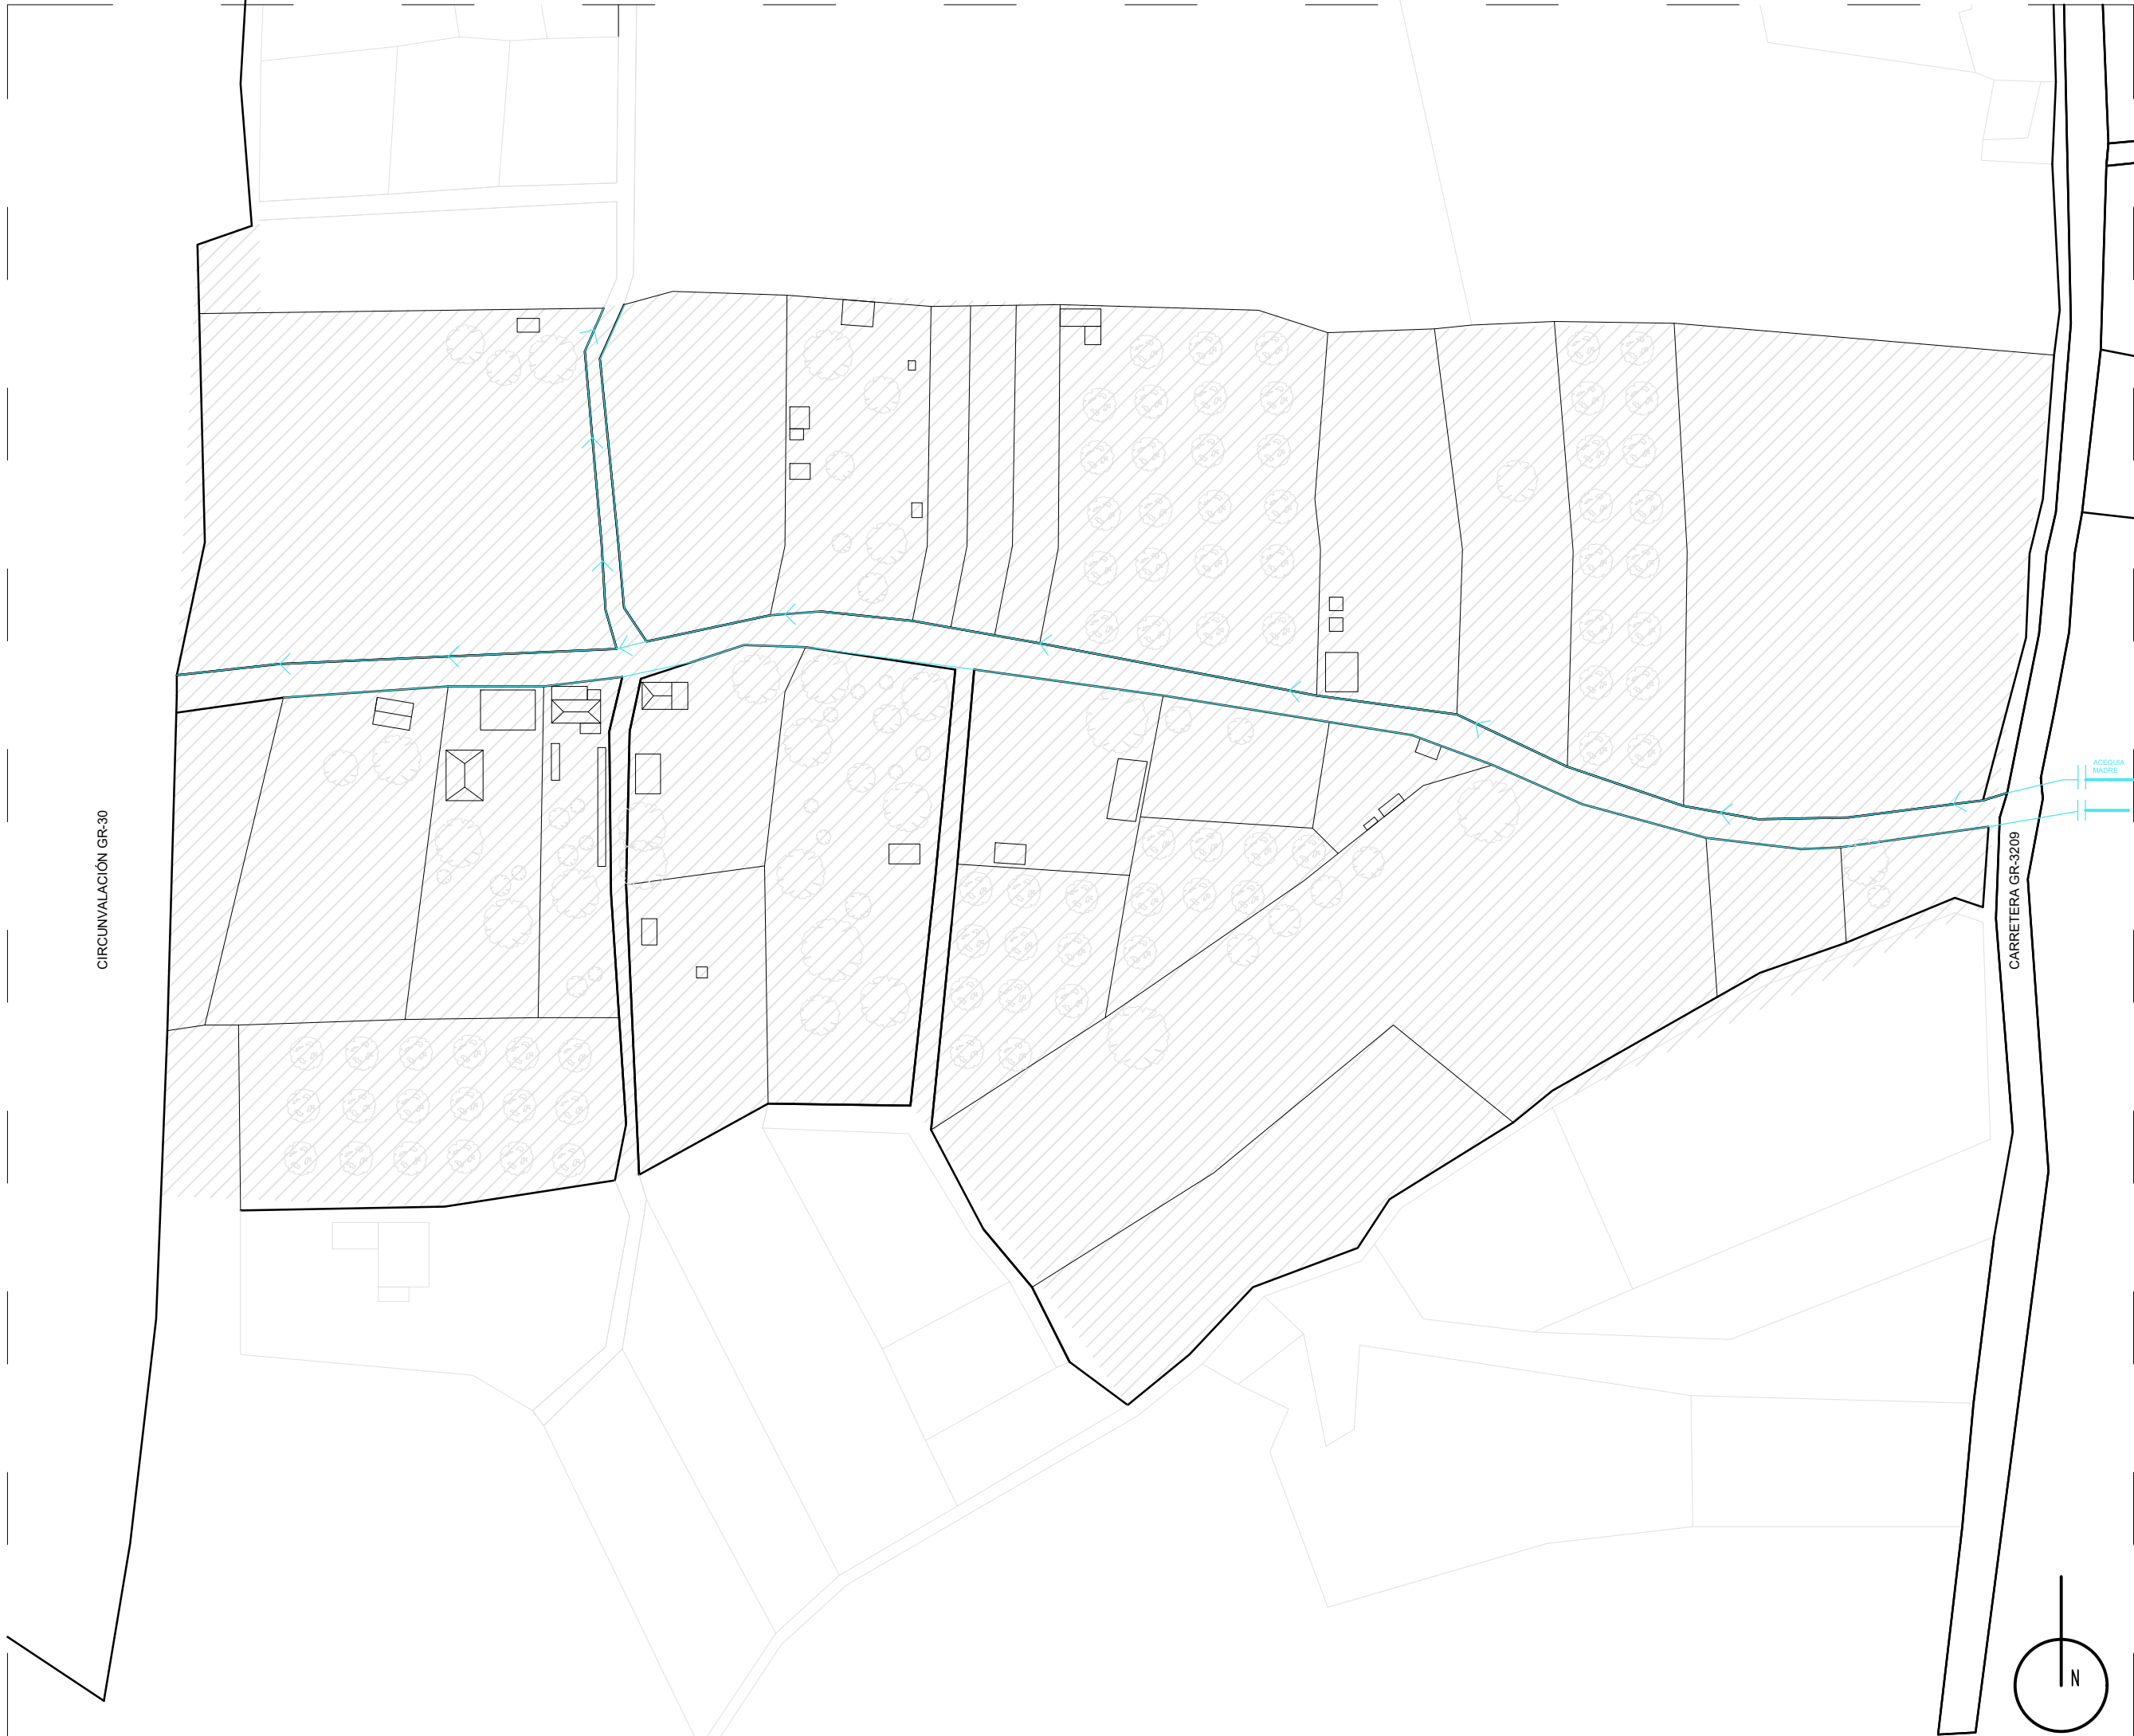 ACEQUIA
MADRE
CIRCUNVALACIÓN GR-30
CARRETERA GR-3209
N